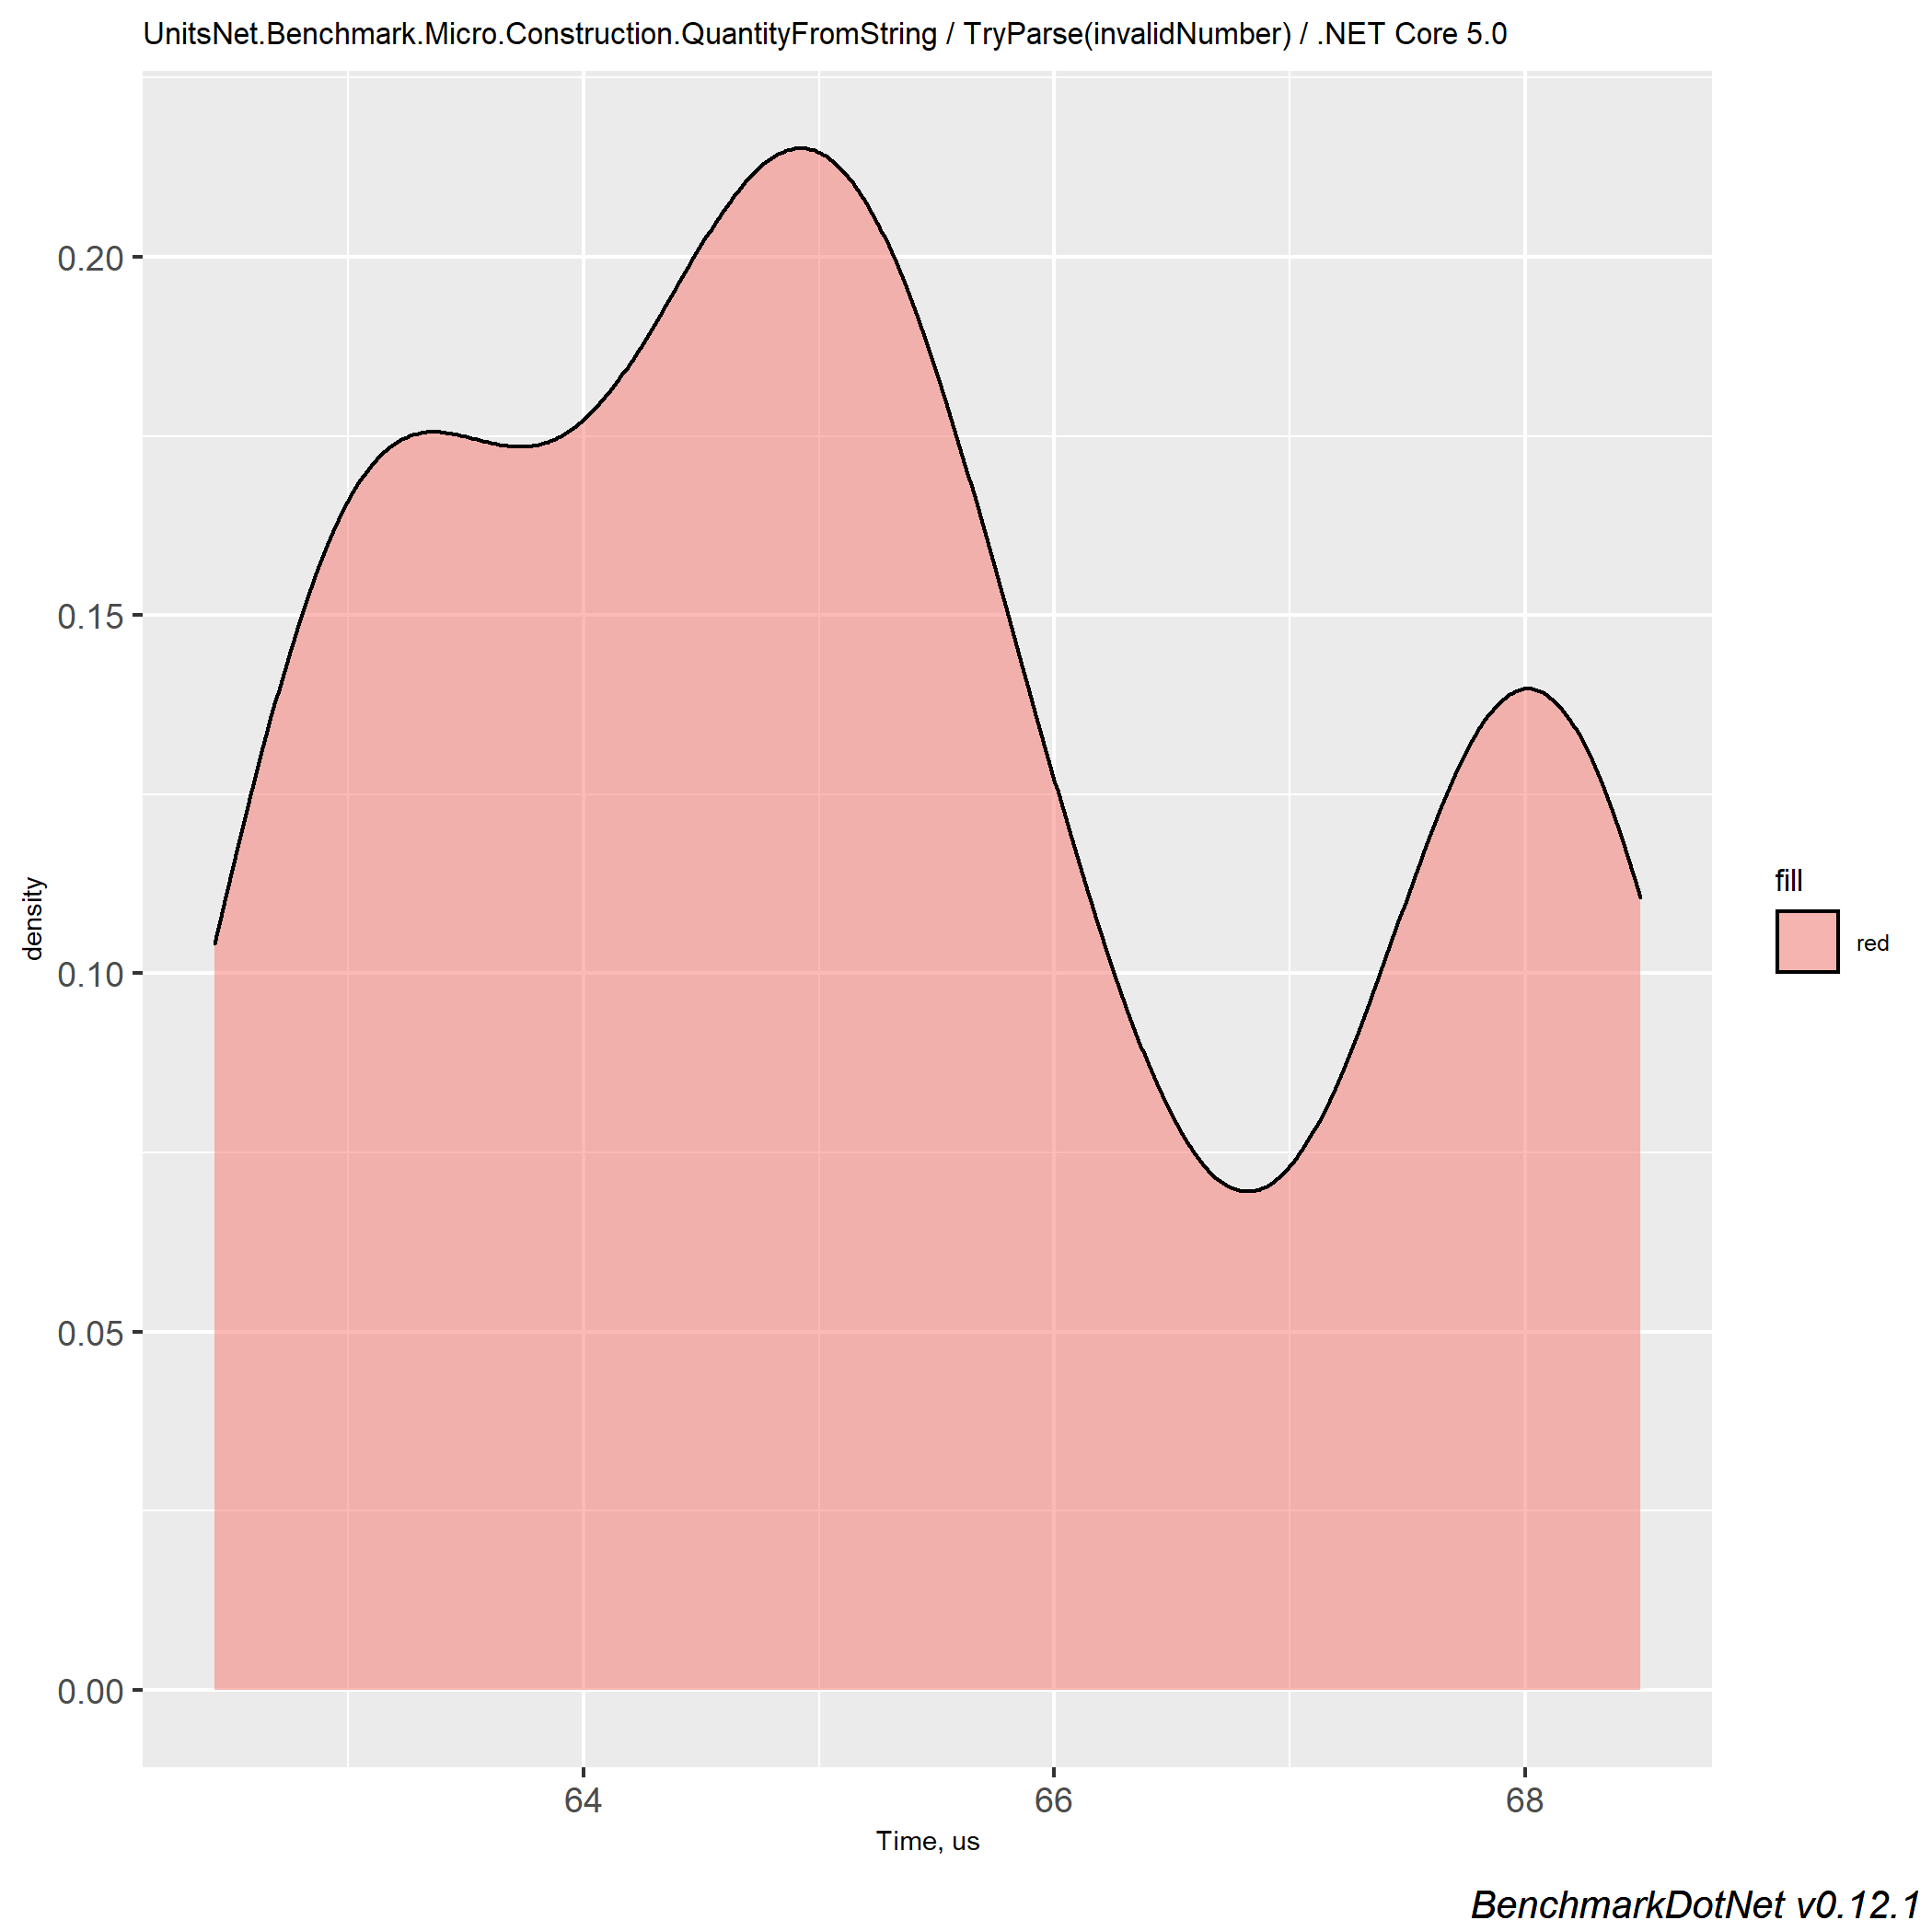 UnitsNet.Benchmark.Micro.Construction.QuantityFromString / TryParse(invalidNumber) / .NET Core 5.0
density
0.20
0.15
0.10
0.05
0.00
64 66 68
Time, us
fill
red
BenchmarkDotNet v0.12.1